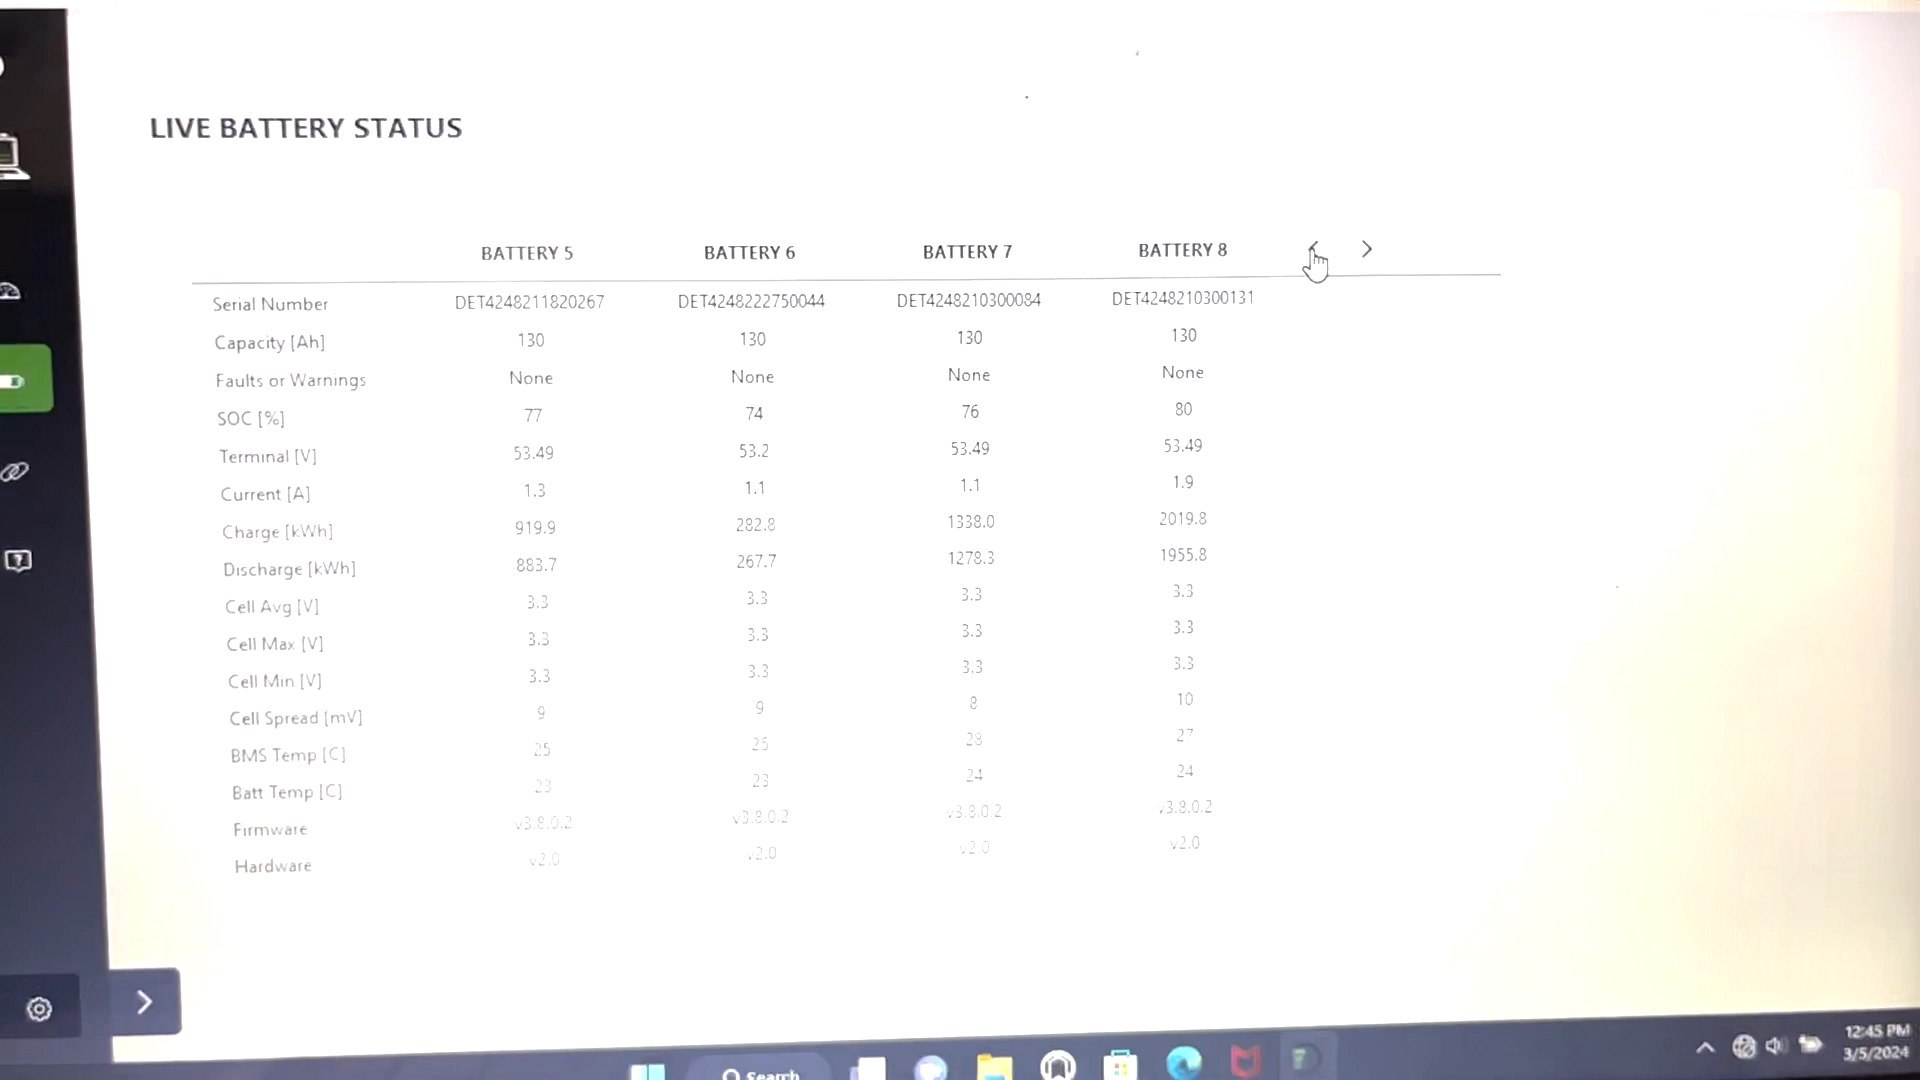 LIVE BATTERY STATUS
BATTERY 5 BATTERY 6 BATTERY 7 BATTERY 8
Serial Number DET4248211820267 DET4248222750044 DET4248210300084 DET4248210300131
Capacity [Ah] 130 130 130 130
Faults or Warnings None None None None
SOC [%] 77 74 76 80
Terminal [V] 53.49 53.2 53.49 53.49
Current [A] 1.3 1.1 1.1 1.9
Charge [kWh] 919.9 282.8 1338.0 2019.8
Discharge [kWh] 883.7 267.7 1278.3 1955.8
Cell Avg [V] 3.3 3.3 3.3 3.3
Cell Max [V] 3.3 3.3 3.3 3.3
Cell Min [V] 3.3 3.3 3.3 3.3
Cell Spread [mV] 9 9 8 10
BMS Temp [C] 25 25 28 27
Batt Temp [C] 23 23 24 24
Firmware v3.8.0.2 v3.8.0.2 v3.8.0.2 v3.8.0.2
Hardware v2.0 v2.0 v2.0 v2.0
Search
12:45 PM
3/5/2024